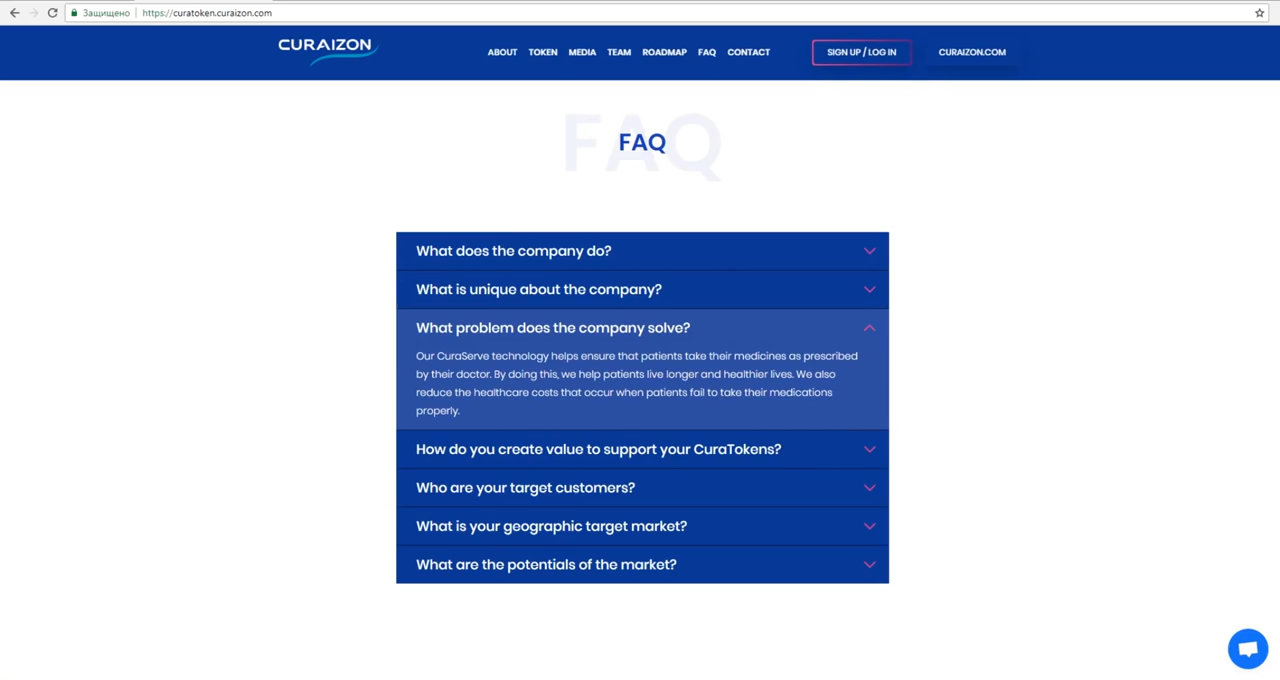 Защищено https://curatoken.curaizon.com
CURAIZON
ABOUT TOKEN MEDIA TEAM ROADMAP FAQ CONTACT SIGN UP / LOG IN CURAIZON.COM
FAQ
FAQ
What does the company do?
What is unique about the company?
What problem does the company solve?
Our CuraServe technology helps ensure that patients take their medicines as prescribed
by their doctor. By doing this, we help patients live longer and healthier lives. We also
reduce the healthcare costs that occur when patients fail to take their medications
properly.
How do you create value to support your CuraTokens?
Who are your target customers?
What is your geographic target market?
What are the potentials of the market?